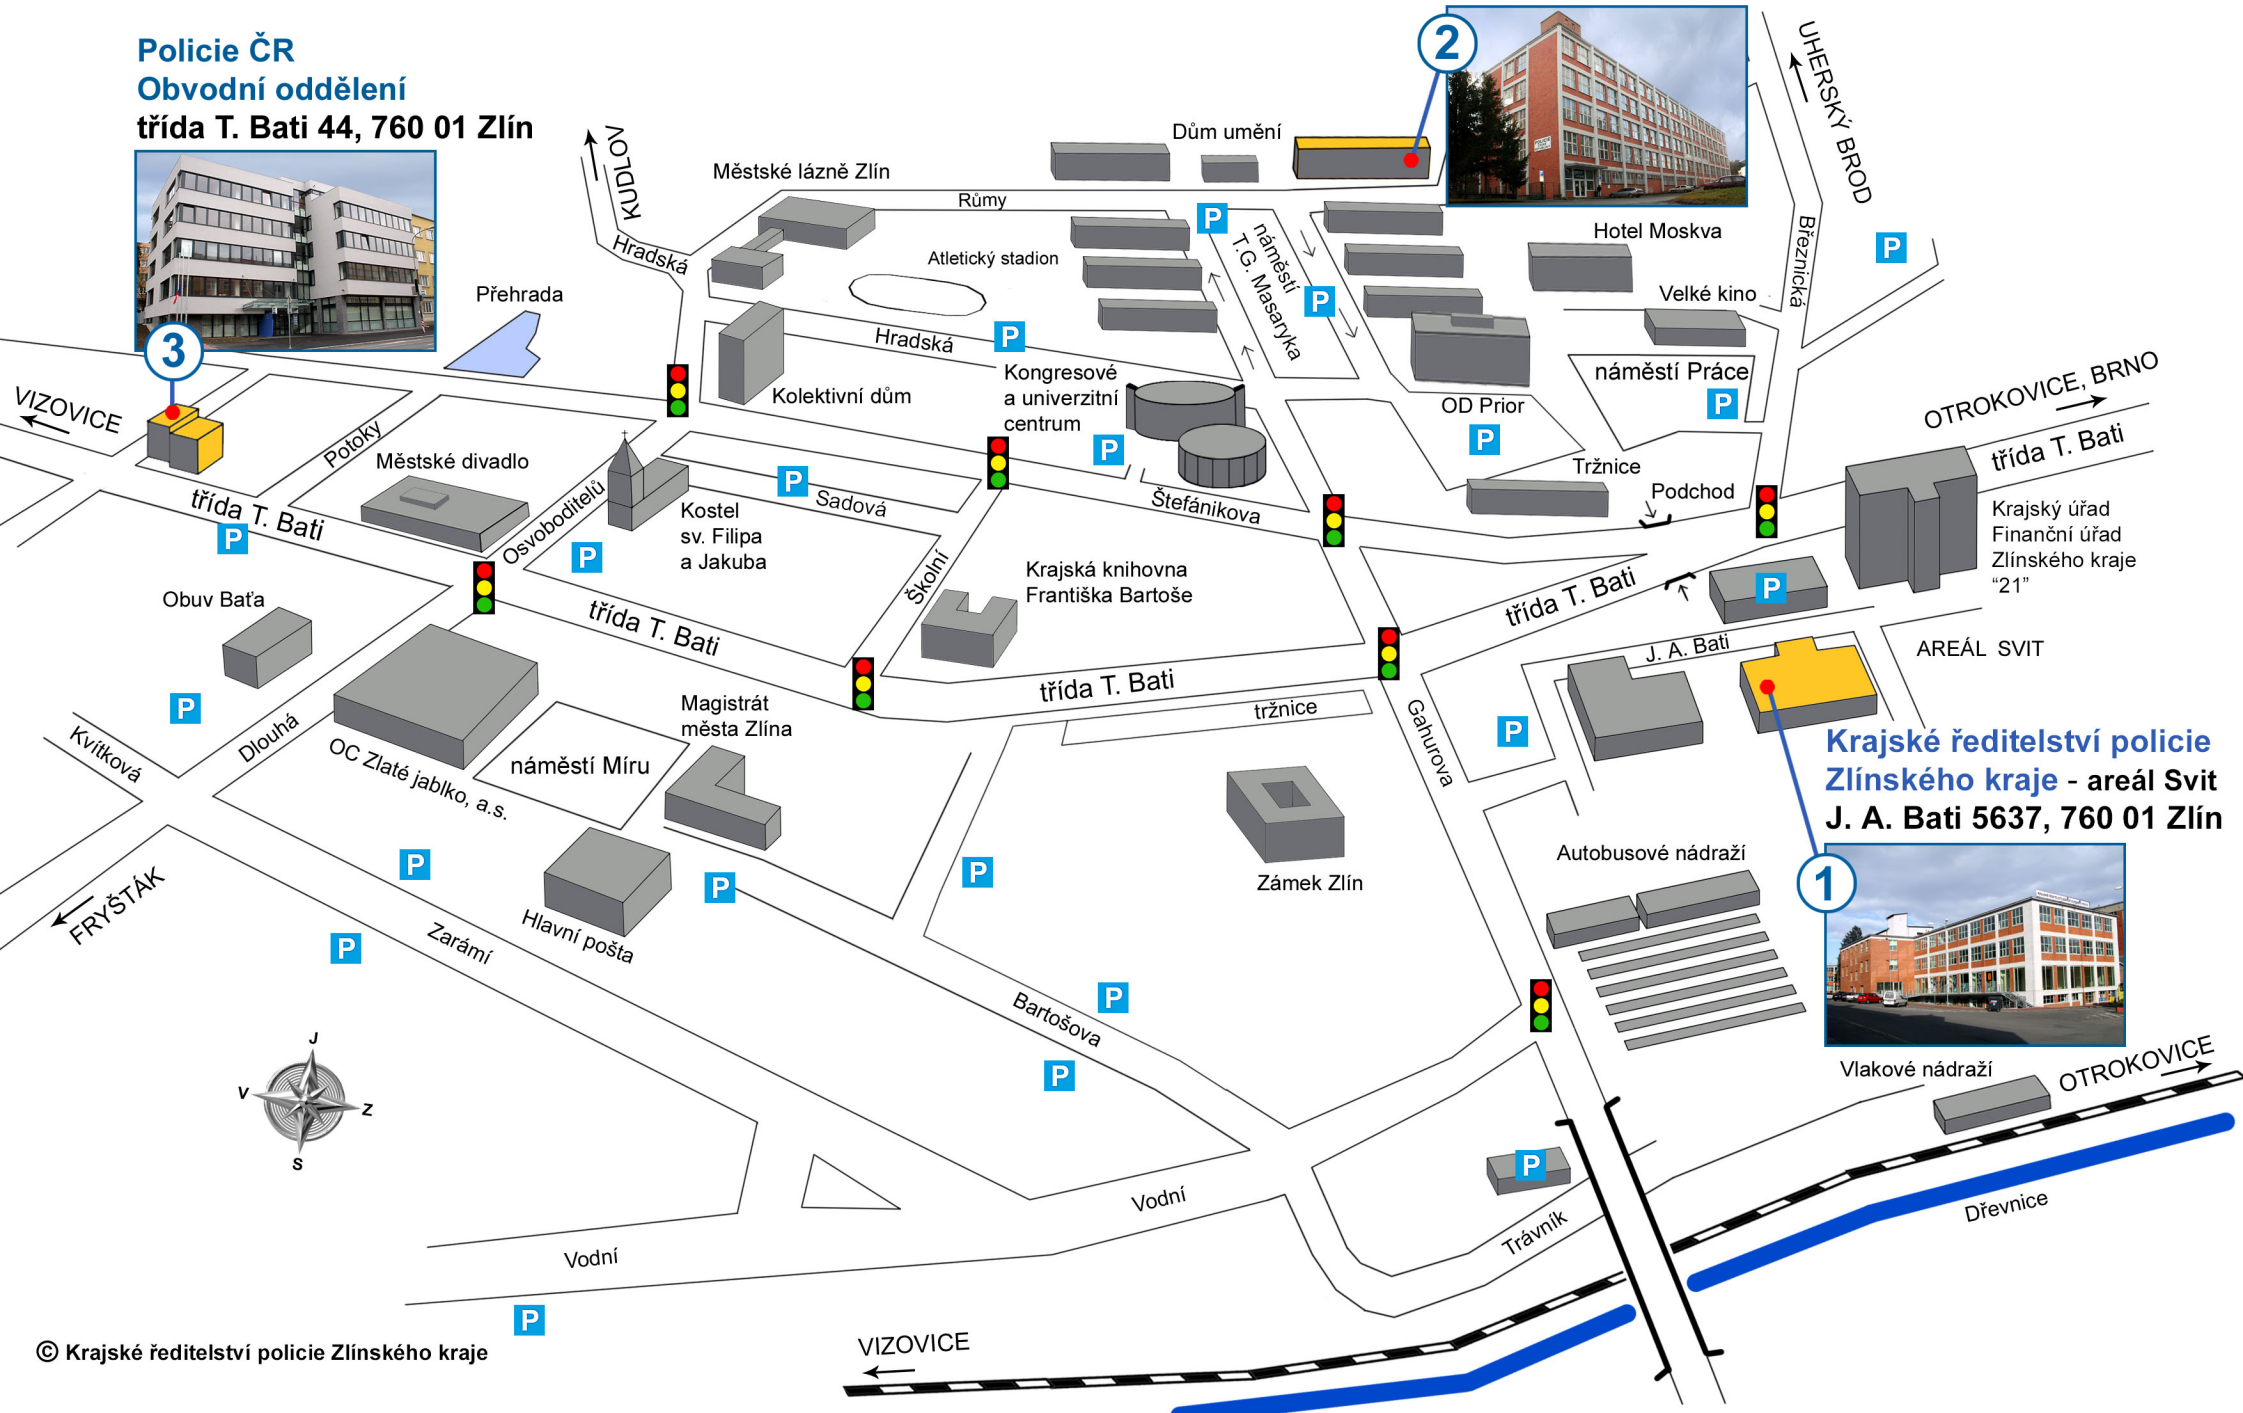 Policie ČR
Obvodní oddělení
třída T. Bati 44, 760 01 Zlín
3
2
UHERSKÝ BROD
KUDLOV
Městské lázně Zlín
Dům umění
Růmy
P
náměstí
T.G. Masaryka
Hotel Moskva
Březnická
P
Hradská
Atletický stadion
Přehrada
Velké kino
P
Hradská
P
Kolektivní dům
Kongresové
a univerzitní
centrum
P
náměstí Práce
P
OD Prior
P
OTROKOVICE, BRNO
třída T. Bati
VIZOVICE
Potoky
Městské divadlo
třída T. Bati
P
Osvoboditelů
Kostel
sv. Filipa
a Jakuba
P
P
Sadová
Štefánikova
Tržnice
Podchod
Krajský úřad
Finanční úřad
Zlínského kraje
“21”
P
Školní
Krajská knihovna
Františka Bartoše
třída T. Bati
třída T. Bati
třída T. Bati
J. A. Bati
AREÁL SVIT
Obuv Baťa
P
Kvítková
Dlouhá
OC Zlaté jablko, a.s.
náměstí Míru
Magistrát
města Zlína
tržnice
Gahurova
P
Krajské ředitelství policie
Zlínského kraje - areál Svit
J. A. Bati 5637, 760 01 Zlín
1
FRYŠTÁK
P
P
Zarámí
Hlavní pošta
P
P
Zámek Zlín
Autobusové nádraží
Bartošova
P
P
Vlakové nádraží
OTROKOVICE
J
V
Z
S
P
Vodní
Vodní
Trávník
Dřevnice
P
VIZOVICE
© Krajské ředitelství policie Zlínského kraje